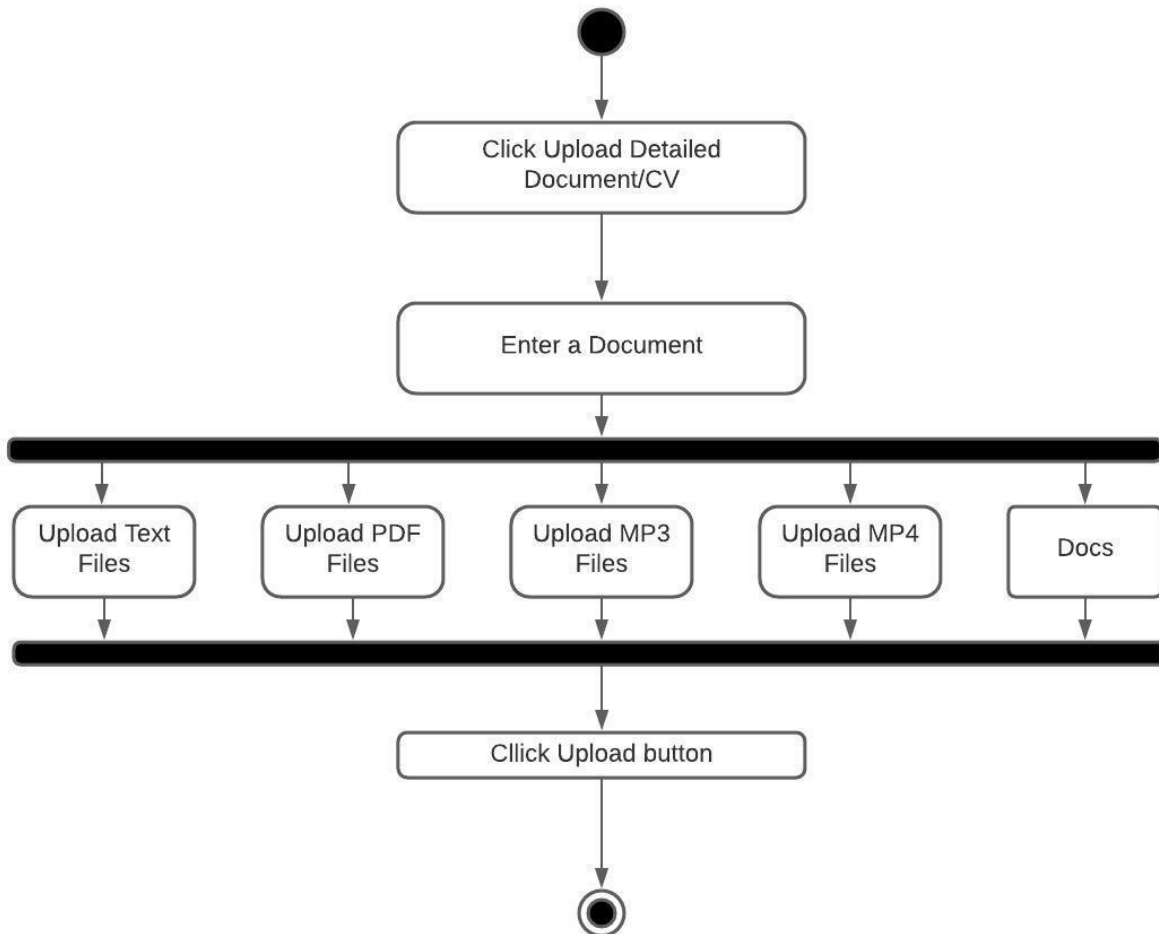 Click Upload Detailed
Document/CV
Enter a Document
Upload Text
Files
Upload PDF
Files
Upload MP3
Files
Upload MP4
Files
Docs
Cllick Upload button